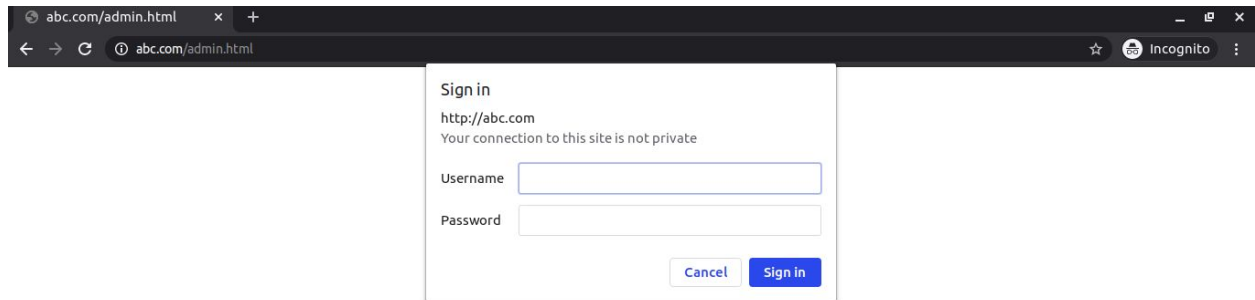 abc.com/admin.html
abc.com/admin.html
Incognito
Sign in
http://abc.com
Your connection to this site is not private
Username
Password
Cancel Sign in